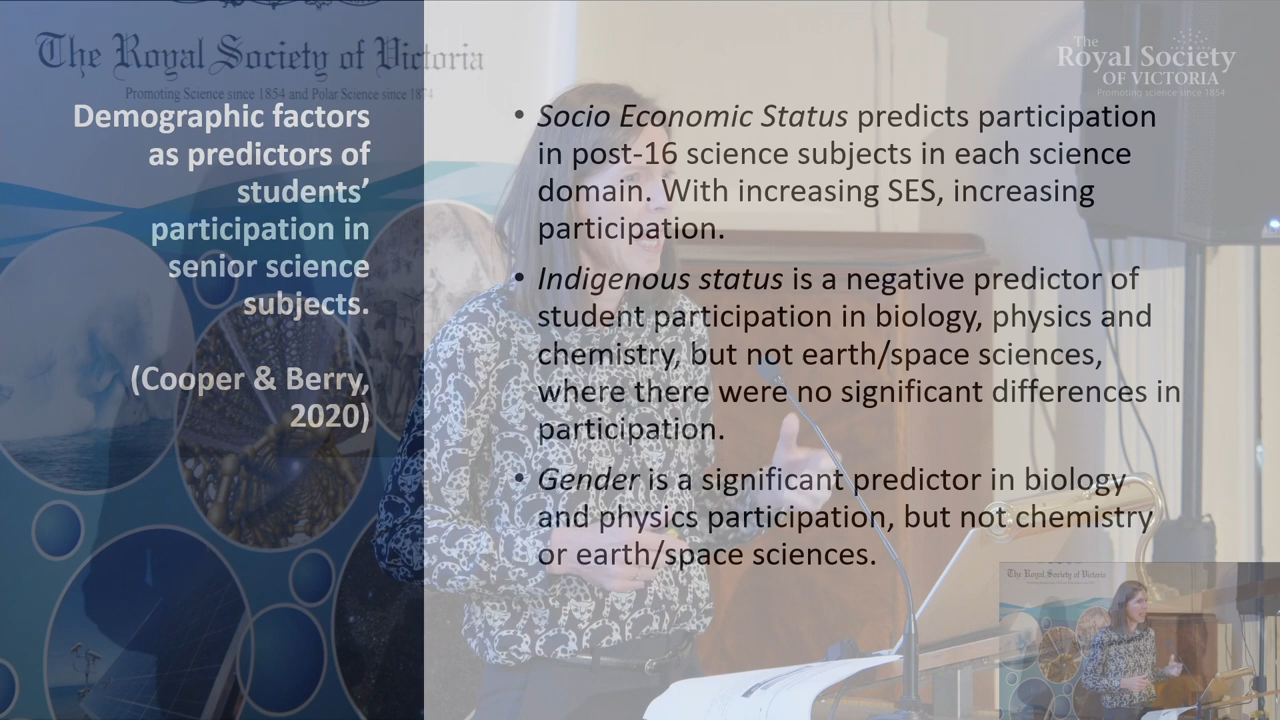 The Royal Society of Victoria
Promoting Science since 1854 and Polar Science since 1874
The
Royal Society
OF VICTORIA
Promoting science since 1854
Demographic factors
as predictors of
students’
participation in
senior science
subjects.
(Cooper & Berry,
2020)
• Socio Economic Status predicts participation
in post-16 science subjects in each science
domain. With increasing SES, increasing
participation.
• Indigenous status is a negative predictor of
student participation in biology, physics and
chemistry, but not earth/space sciences,
where there were no significant differences in
participation.
• Gender is a significant predictor in biology
and physics participation, but not chemistry
or earth/space sciences.
The Royal Society of Victoria